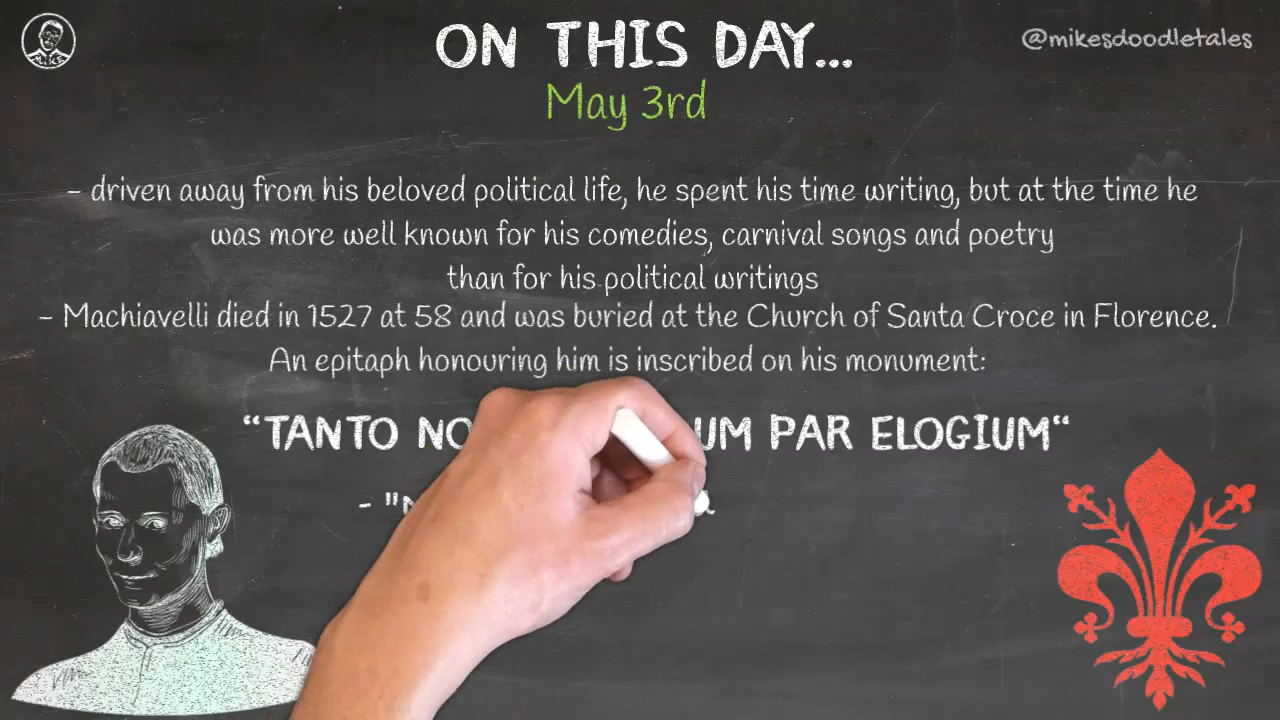 MIKE
ON THIS DAY...
@mikesdoodletales
May 3rd
- driven away from his beloved political life, he spent his time writing, but at the time he
was more well known for his comedies, carnival songs and poetry
than for his political writings
- Machiavelli died in 1527 at 58 and was buried at the Church of Santa Croce in Florence.
An epitaph honouring him is inscribed on his monument:
“TANTO NO UM PAR ELOGIUM“
- "